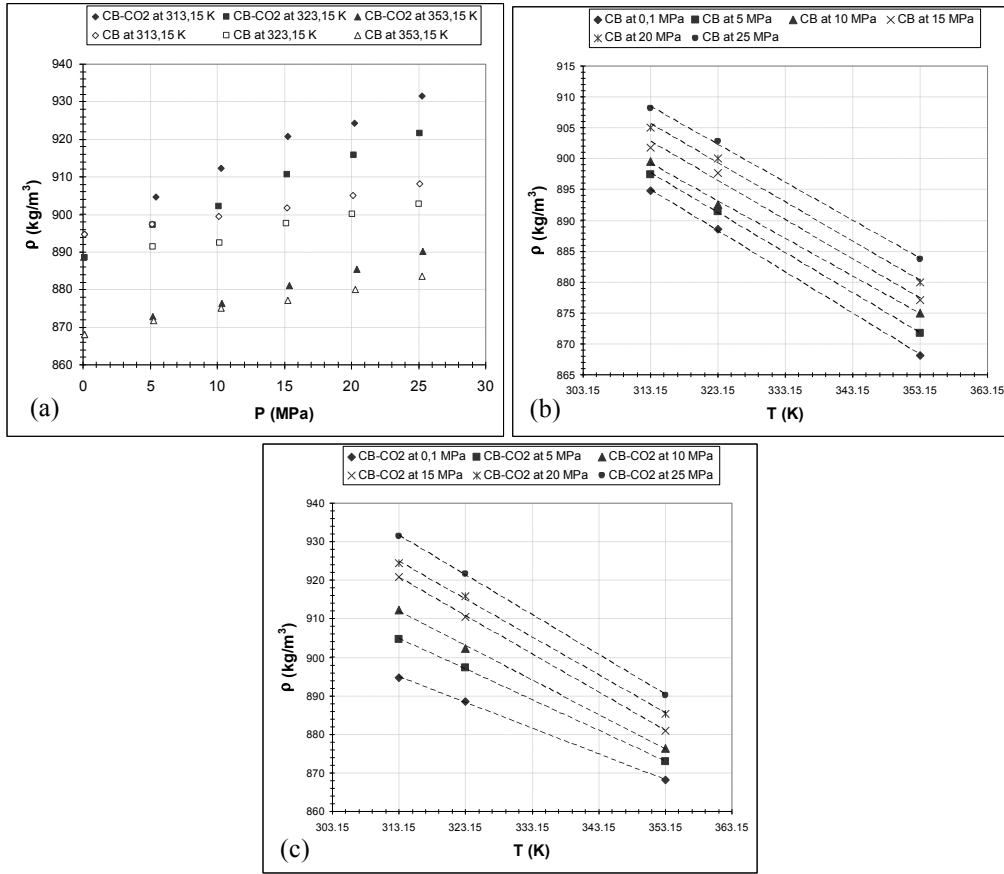 CB-CO2 at 313,15 K CB-CO2 at 323,15 K CB-CO2 at 353,15 K
CB at 313,15 K CB at 323,15 K CB at 353,15 K
940
930
920
910
900
890
880
870
860
ρ (kg/m³)
0 5 10 15 20 25 30
P (MPa)
(a)
CB at 0,1 MPa CB at 5 MPa CB at 10 MPa CB at 15 MPa
CB at 20 MPa CB at 25 MPa
915
910
905
900
895
890
885
880
875
870
865
ρ (kg/m³)
303.15 313.15 323.15 333.15 343.15 353.15 363.15
T (K)
(b)
CB-CO2 at 0,1 MPa CB-CO2 at 5 MPa CB-CO2 at 10 MPa
CB-CO2 at 15 MPa CB-CO2 at 20 MPa CB-CO2 at 25 MPa
940
930
920
910
900
890
880
870
860
ρ (kg/m³)
303.15 313.15 323.15 333.15 343.15 353.15 363.15
T (K)
(c)